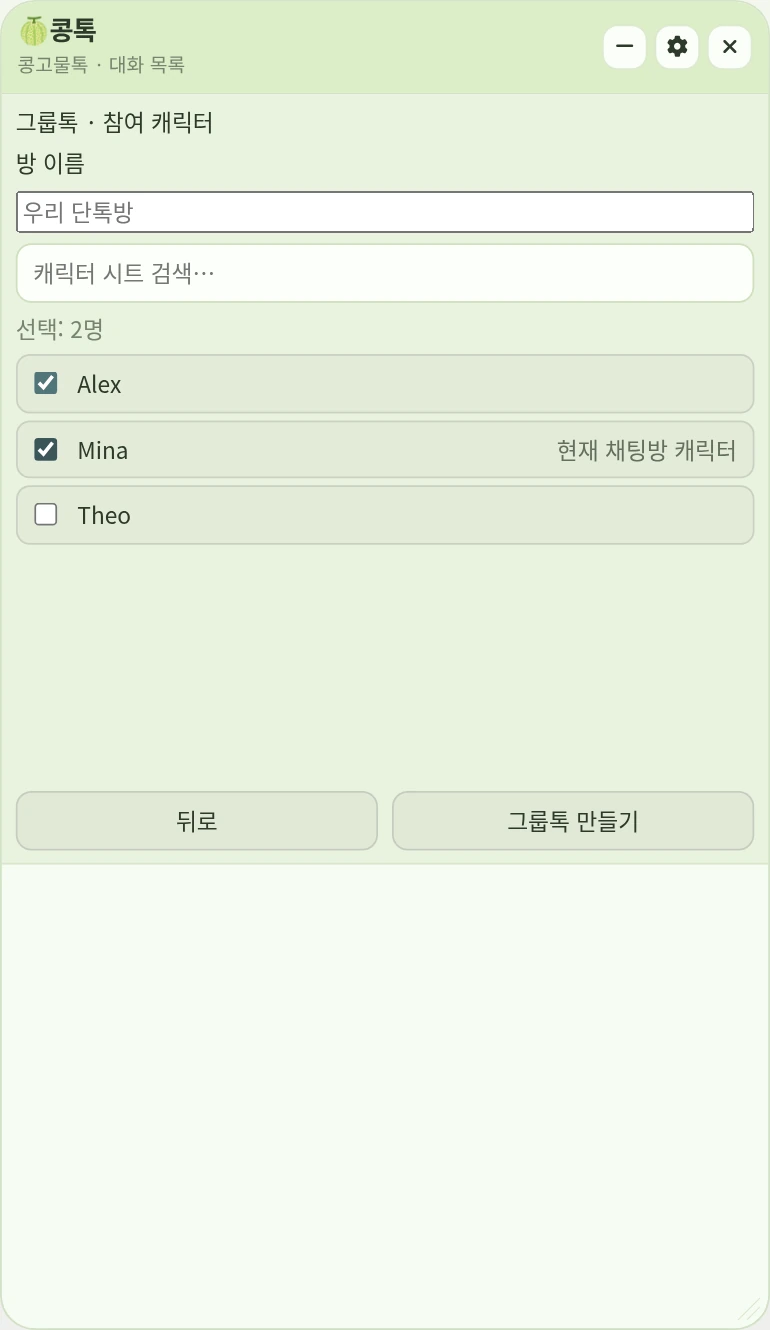 콩톡
콩고물톡 · 대화 목록
그룹톡 · 참여 캐릭터
방 이름
우리 단톡방
캐릭터 시트 검색…
선택: 2명
Alex
Mina 현재 채팅방 캐릭터
Theo
뒤로 그룹톡 만들기